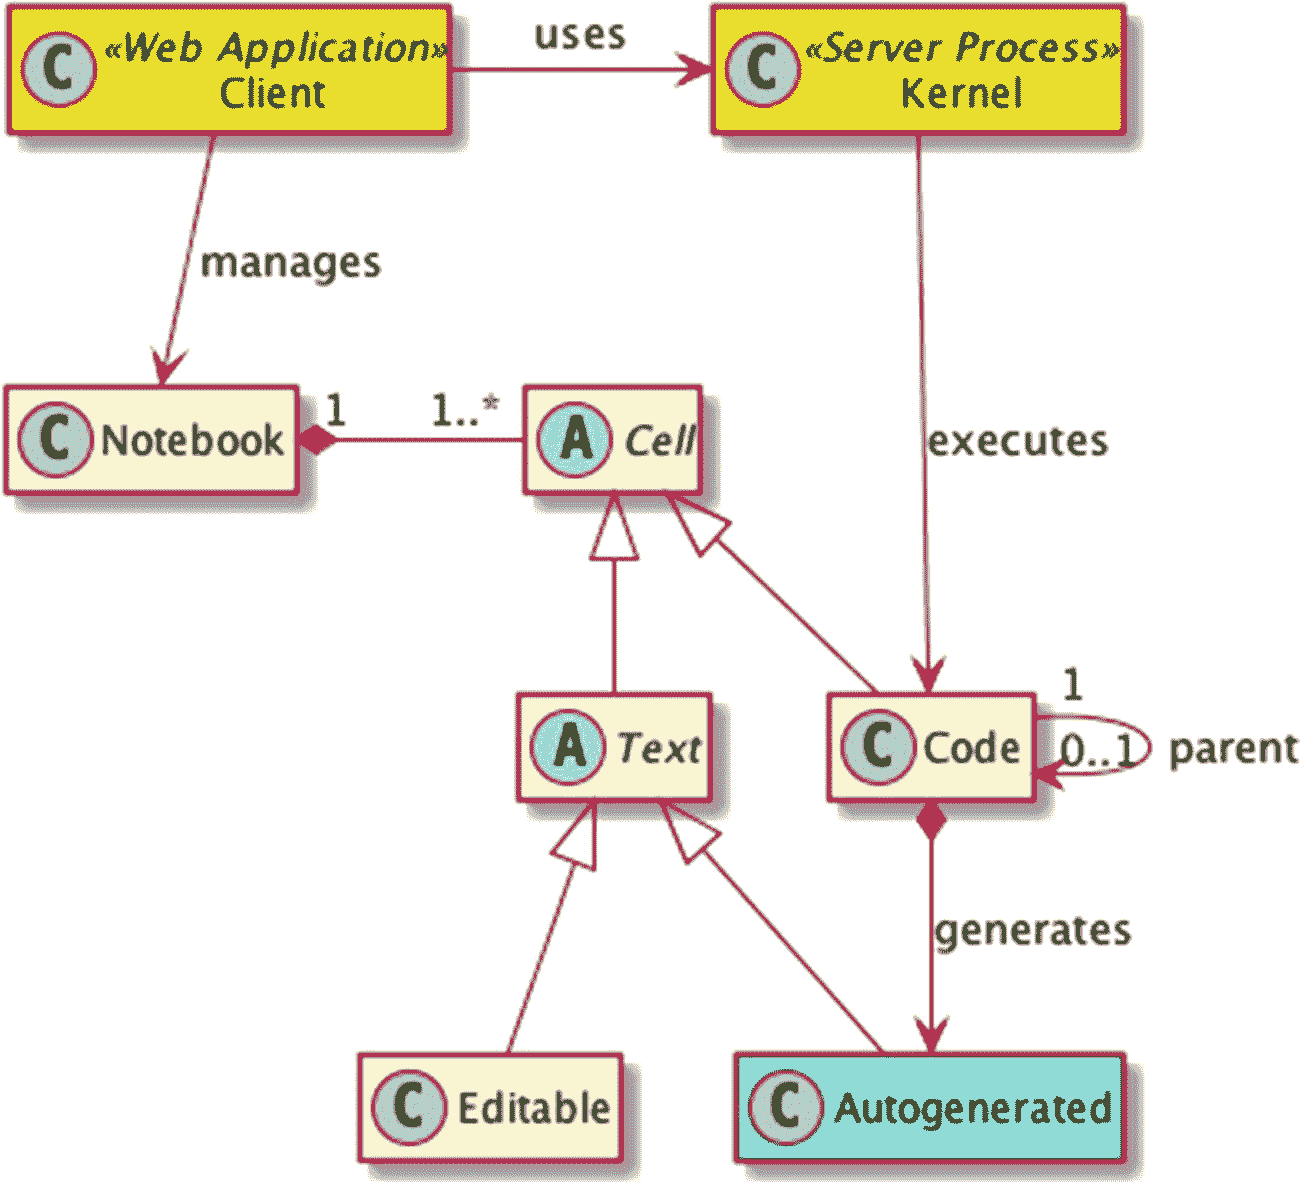 C
«Web Application»
Client
uses
C
«Server Process»
Kernel
manages
C
Notebook
1
1..*
A
Cell
executes
A
Text
C
Code
1
0..1
parent
generates
C
Editable
C
Autogenerated